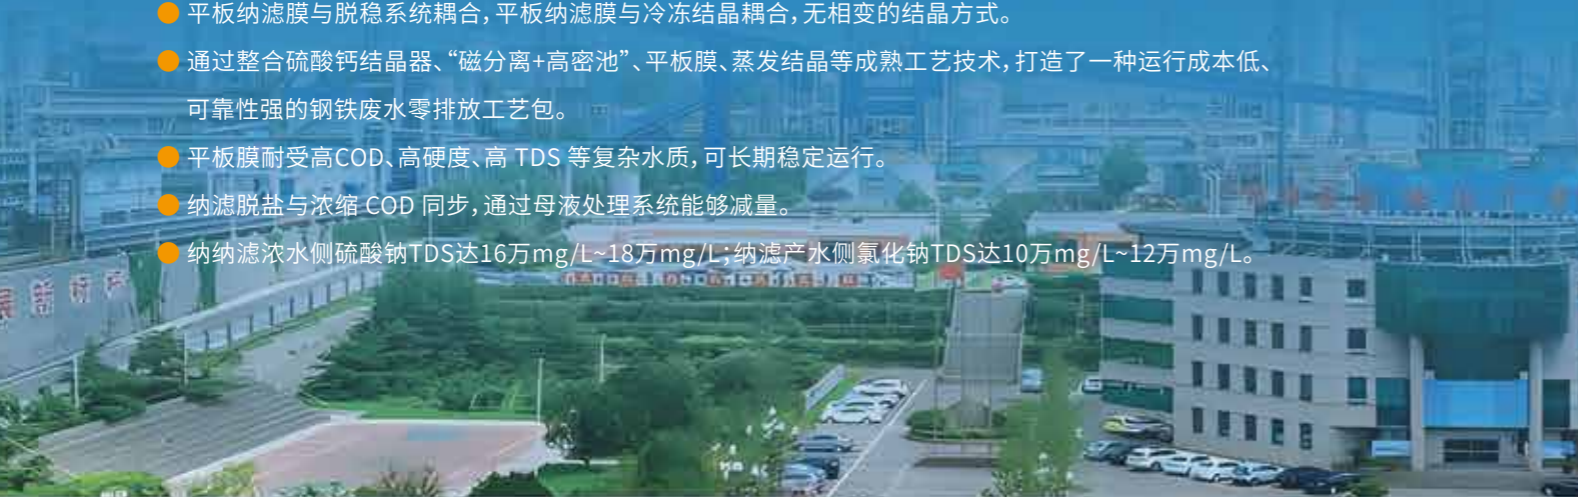 平板纳滤膜与脱稳系统耦合,平板纳滤膜与冷冻结晶耦合,无相变的结晶方式。
通过整合硫酸钙结晶器、“磁分离+高密池”、平板膜、蒸发结晶等成熟工艺技术,打造了一种运行成本低、
可靠性强的钢铁废水零排放工艺包。
平板膜耐受高COD、高硬度、高 TDS 等复杂水质,可长期稳定运行。
纳滤脱盐与浓缩 COD 同步,通过母液处理系统能够减量。
纳纳滤浓水侧硫酸钠TDS达16万mg/L~18万mg/L;纳滤产水侧氯化钠TDS达10万mg/L~12万mg/L。